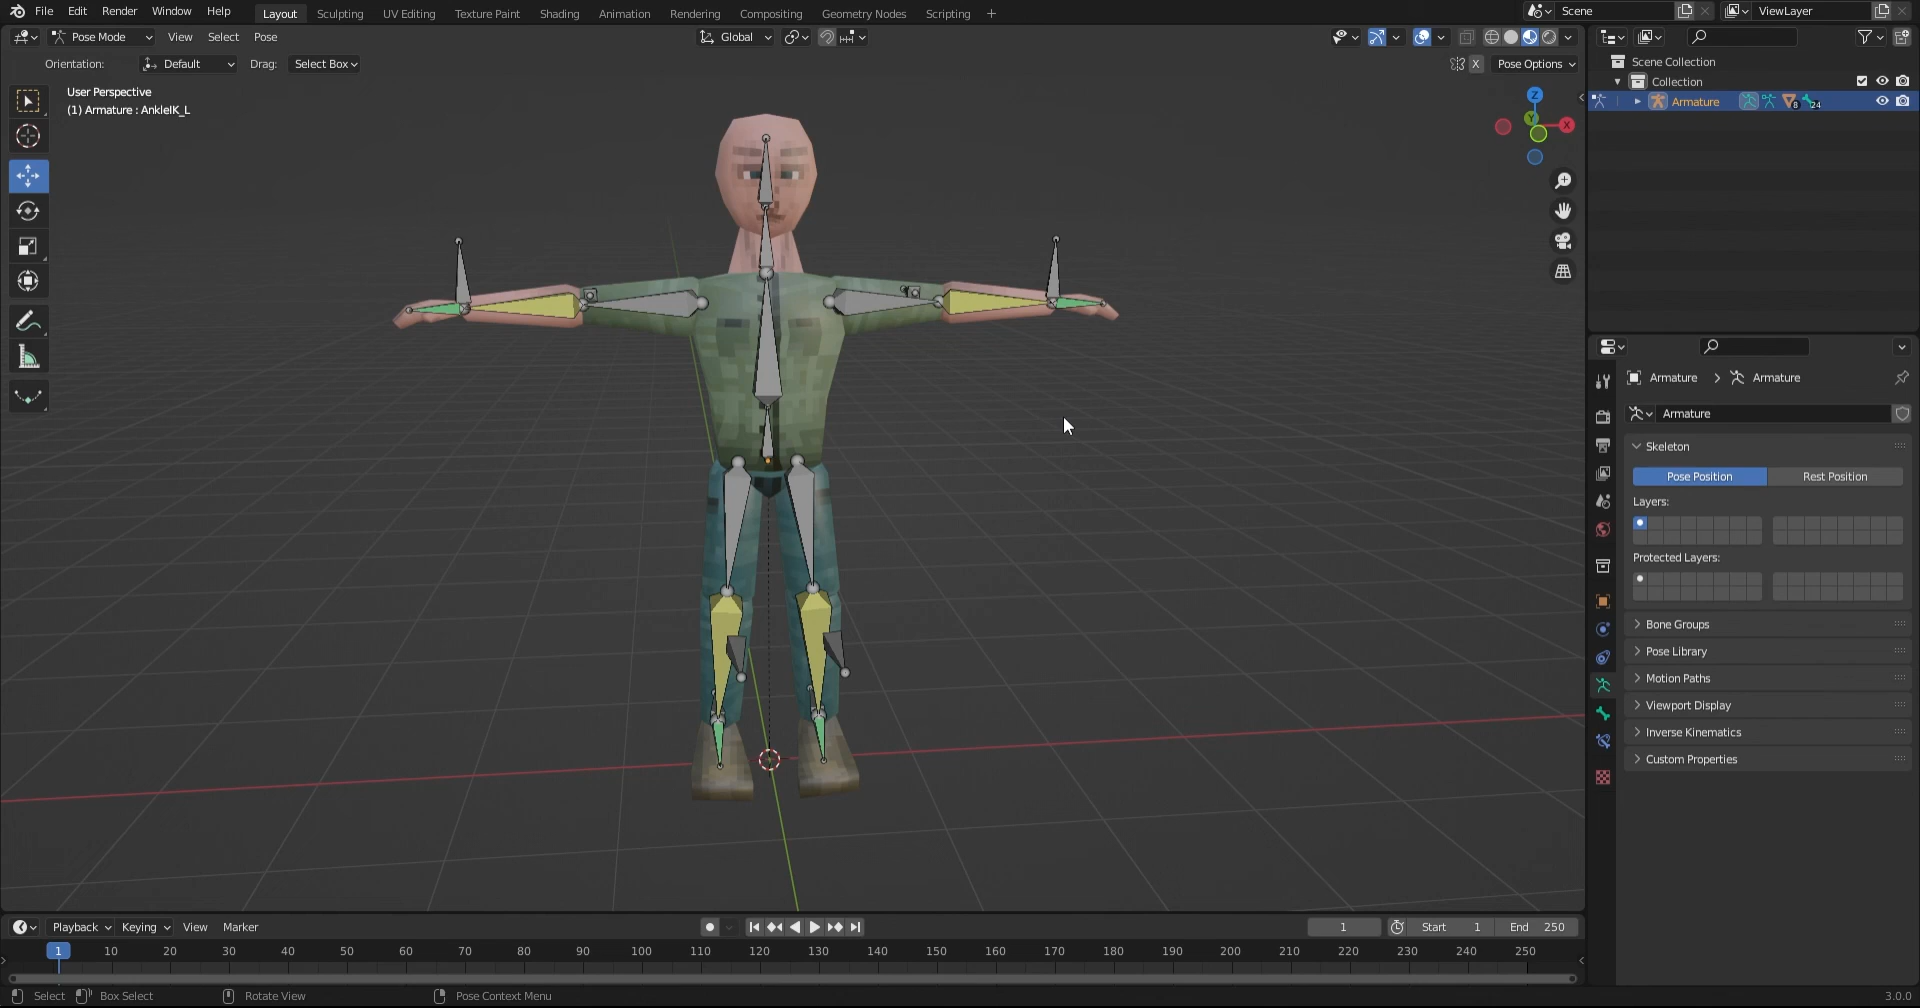 File Edit Render Window Help Layout Sculpting UV Editing Texture Paint Shading Animation Rendering Compositing Geometry Nodes Scripting + Scene ViewLayer
Pose Mode View Select Pose Global
Orientation: Default Drag: Select Box X Pose Options
User Perspective
(1) Armature : AnkleIK_L
Z
Y
X
Scene Collection
Collection
Armature 8 24
Armature > Armature
Armature
Skeleton
Pose Position Rest Position
Layers:
Protected Layers:
Bone Groups
Pose Library
Motion Paths
Viewport Display
Inverse Kinematics
Custom Properties
Playback Keying View Marker 1 Start 1 End 250
1 10 20 30 40 50 60 70 80 90 100 110 120 130 140 150 160 170 180 190 200 210 220 230 240 250
Select Box Select Rotate View Pose Context Menu 3.0.0